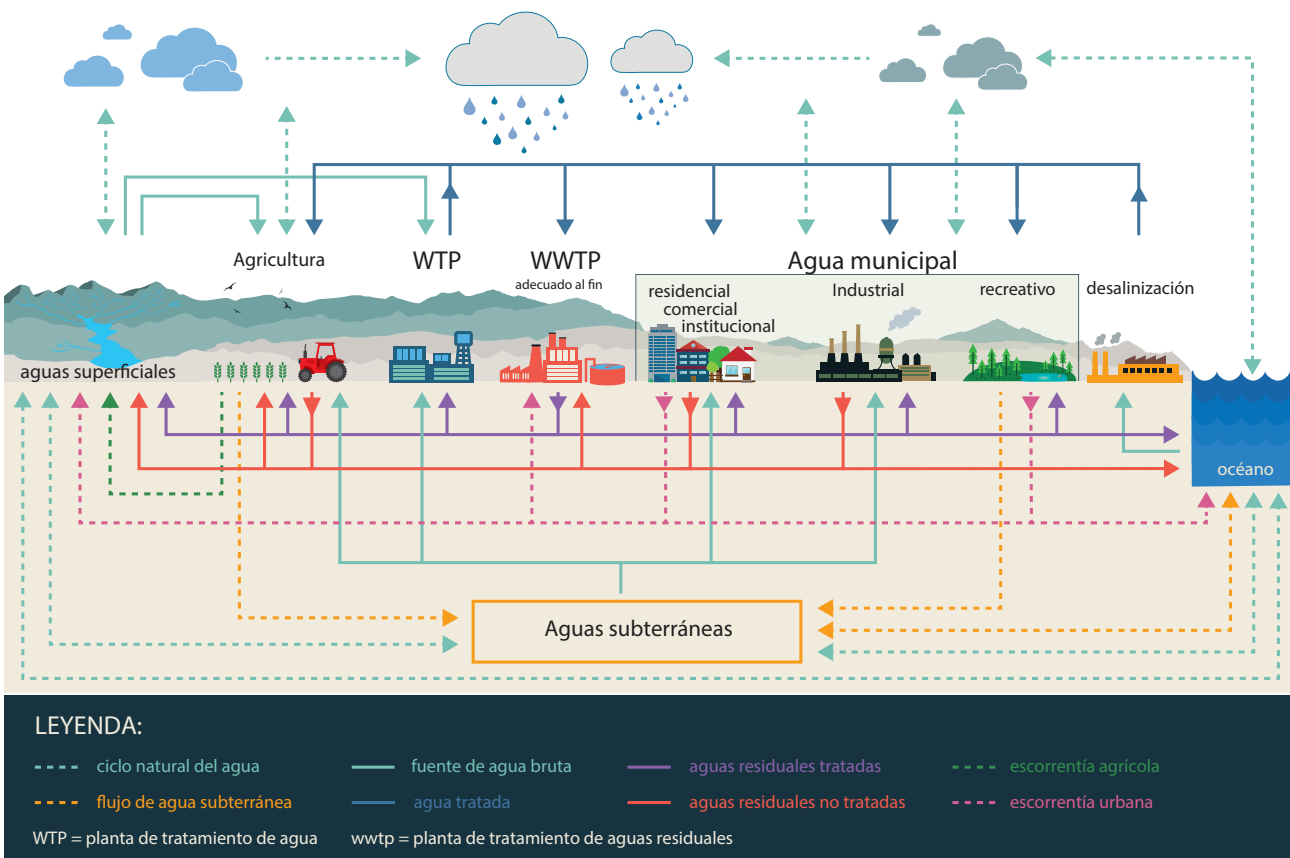 Agricultura
WTP
WWTP
adecuado al fin
Agua municipal
residencial
comercial
institucional
Industrial
recreativo
desalinización
aguas superficiales
océano
Aguas subterráneas
LEYENDA:
ciclo natural del agua
fuente de agua bruta
aguas residuales tratadas
escorrentía agrícola
flujo de agua subterránea
agua tratada
aguas residuales no tratadas
escorrentía urbana
WTP = planta de tratamiento de agua
wwtp = planta de tratamiento de aguas residuales